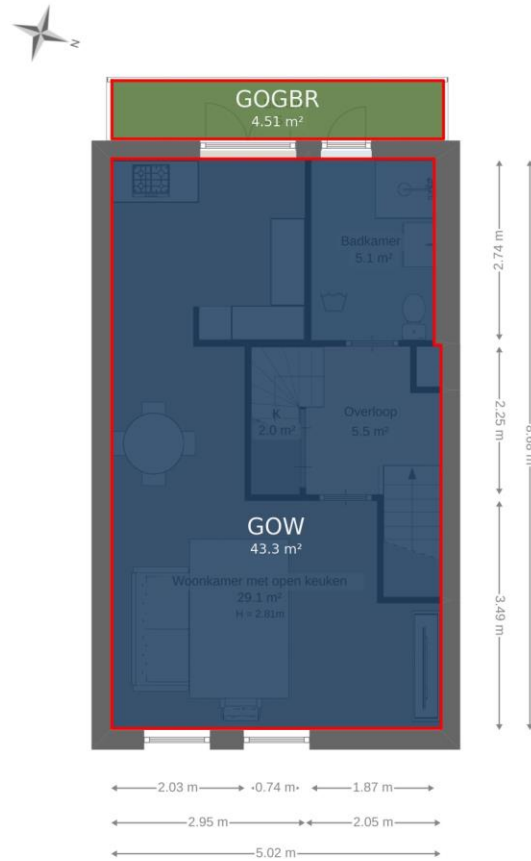 N
GOGBR
4.51 m²
Badkamer
5.1 m²
2.74 m
K
2.0 m²
Overloop
5.5 m²
2.25 m
GOW
43.3 m²
Woonkamer met open keuken
29.1 m²
H = 2.81m
3.49 m
2.03 m
0.74 m
1.87 m
2.95 m
2.05 m
5.02 m